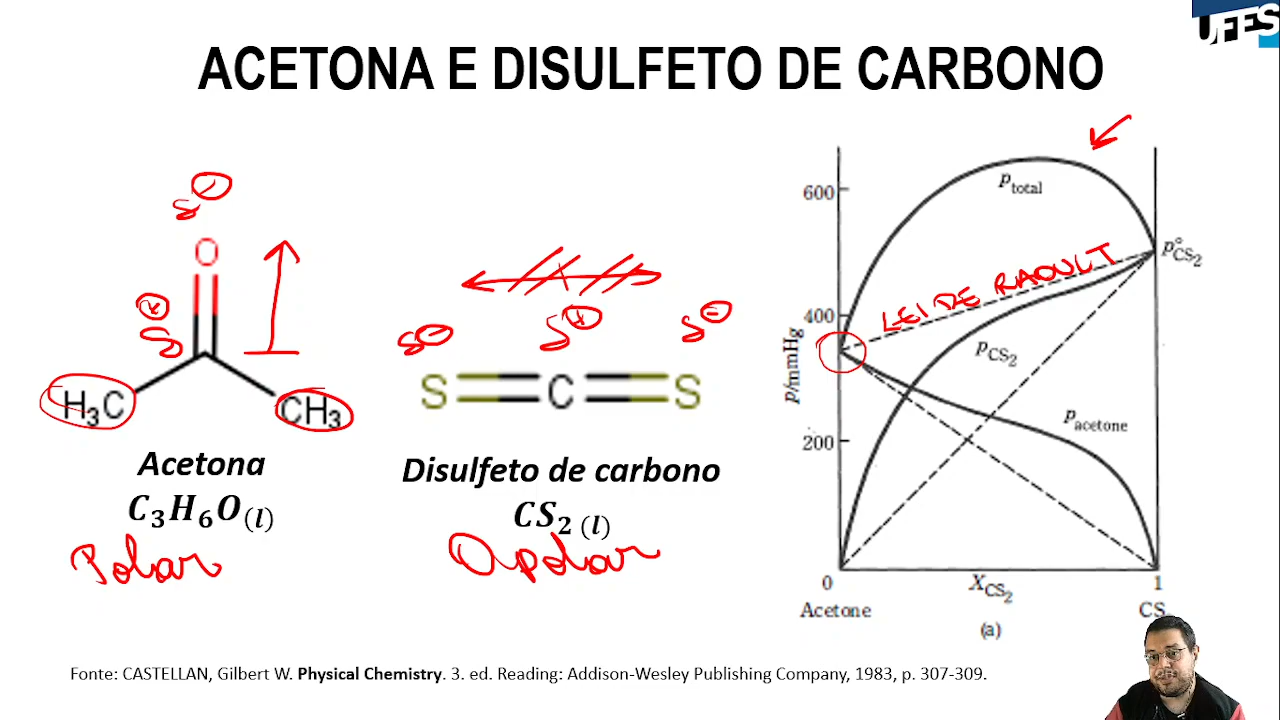 UFES
ACETONA E DISULFETO DE CARBONO
δ-
O
δ+
H₃C
CH₃
Acetona
C₃H₆O₍l₎
Polar
δ- δ+ δ-
S C S
Disulfeto de carbono
CS₂ ₍l₎
Apolar
600
400
200
p/mmHg
p total
LEI DE RAOULT
p°CS₂
pCS₂
p acetone
0
XCS₂
1
Acetone
CS
(a)
Fonte: CASTELLAN, Gilbert W. Physical Chemistry. 3. ed. Reading: Addison-Wesley Publishing Company, 1983, p. 307-309.